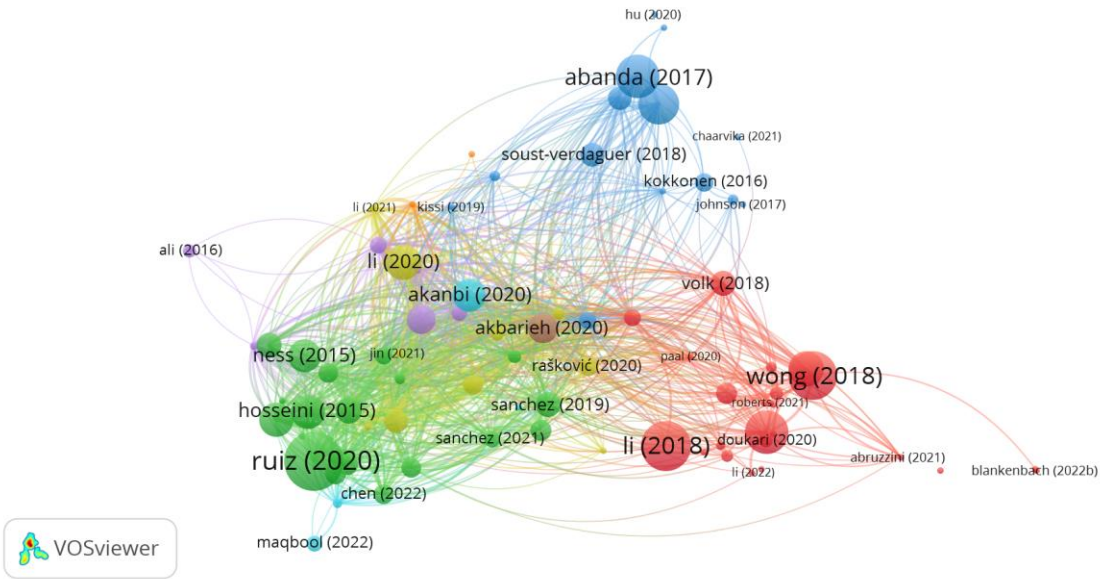 hu (2020)
abanda (2017)
chaarvika (2021)
soust-verdaguer (2018)
kokkonen (2016)
johnson (2017)
li (2021)
kissi (2019)
ali (2016)
li (2020)
volk (2018)
akanbi (2020)
akbarieh (2020)
ness (2015)
jin (2021)
paal (2020)
rašković (2020)
wong (2018)
roberts (2021)
hosseini (2015)
sanchez (2019)
sanchez (2021)
doukari (2020)
li (2018)
ruiz (2020)
abruzzini (2021)
li (2022)
blankenbach (2022b)
chen (2022)
maqbool (2022)
VOSviewer